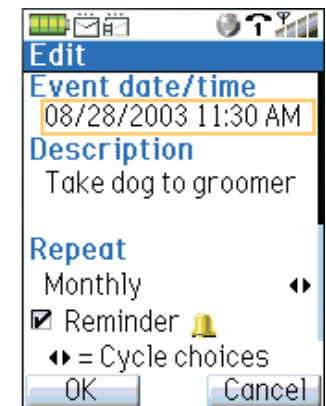 Edit
Event date/time
08/28/2003 11:30 AM
Description
Take dog to groomer
Repeat
Monthly
Reminder
= Cycle choices
OK Cancel